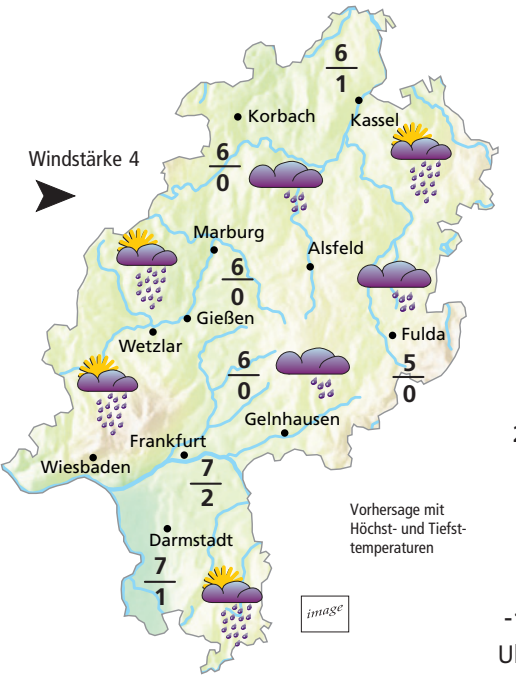 6
1
Korbach
Kassel
Windstärke 4
6
0
Marburg
Alsfeld
6
0
Gießen
Wetzlar
Fulda
6
0
5
0
Gelnhausen
Frankfurt
Wiesbaden
7
2
Vorhersage mit
Höchst- und Tiefst-
temperaturen
Darmstadt
7
1
image